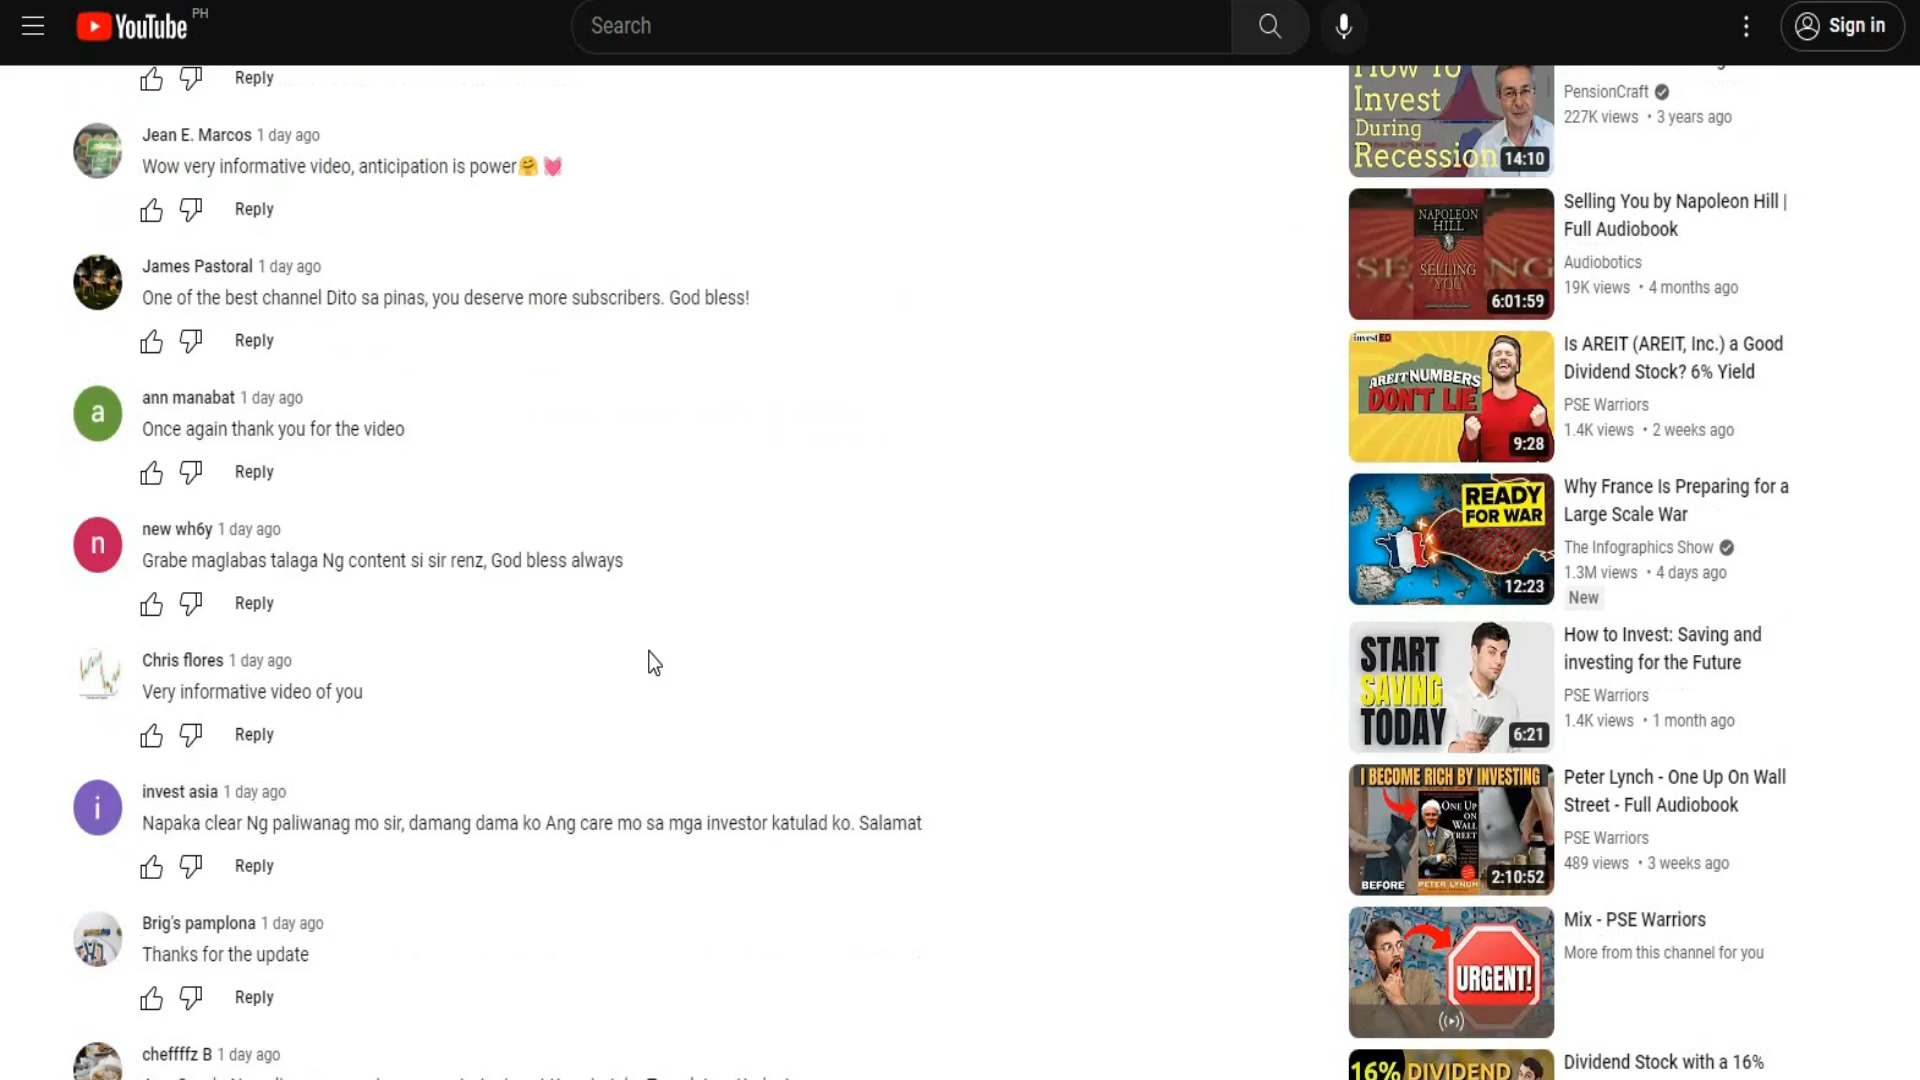 YouTube PH
Search
Sign in
Reply
Jean E. Marcos 1 day ago
Wow very informative video, anticipation is power🤗 💓
Reply
James Pastoral 1 day ago
One of the best channel Dito sa pinas, you deserve more subscribers. God bless!
Reply
a
ann manabat 1 day ago
Once again thank you for the video
Reply
n
new wh6y 1 day ago
Grabe maglabas talaga Ng content si sir renz, God bless always
Reply
Chris flores 1 day ago
Very informative video of you
Reply
i
invest asia 1 day ago
Napaka clear Ng paliwanag mo sir, damang dama ko Ang care mo sa mga investor katulad ko. Salamat
Reply
Brig's pamplona 1 day ago
Thanks for the update
Reply
cheffffz B 1 day ago
How To
Invest
During
Recession
14:10
PensionCraft
227K views • 3 years ago
NAPOLEON
HILL
SELLING
YOU
6:01:59
Selling You by Napoleon Hill |
Full Audiobook
Audiobotics
19K views • 4 months ago
invest ED
AREIT NUMBERS
DON'T LIE
9:28
Is AREIT (AREIT, Inc.) a Good
Dividend Stock? 6% Yield
PSE Warriors
1.4K views • 2 weeks ago
READY
FOR WAR
12:23
Why France Is Preparing for a
Large Scale War
The Infographics Show
1.3M views • 4 days ago
New
START
SAVING
TODAY
6:21
How to Invest: Saving and
investing for the Future
PSE Warriors
1.4K views • 1 month ago
I BECOME RICH BY INVESTING
ONE UP
ON
WALL
STREET
BEFORE
PETER LYNCH
2:10:52
Peter Lynch - One Up On Wall
Street - Full Audiobook
PSE Warriors
489 views • 3 weeks ago
URGENT!
Mix - PSE Warriors
More from this channel for you
16% DIVIDEND
Dividend Stock with a 16%